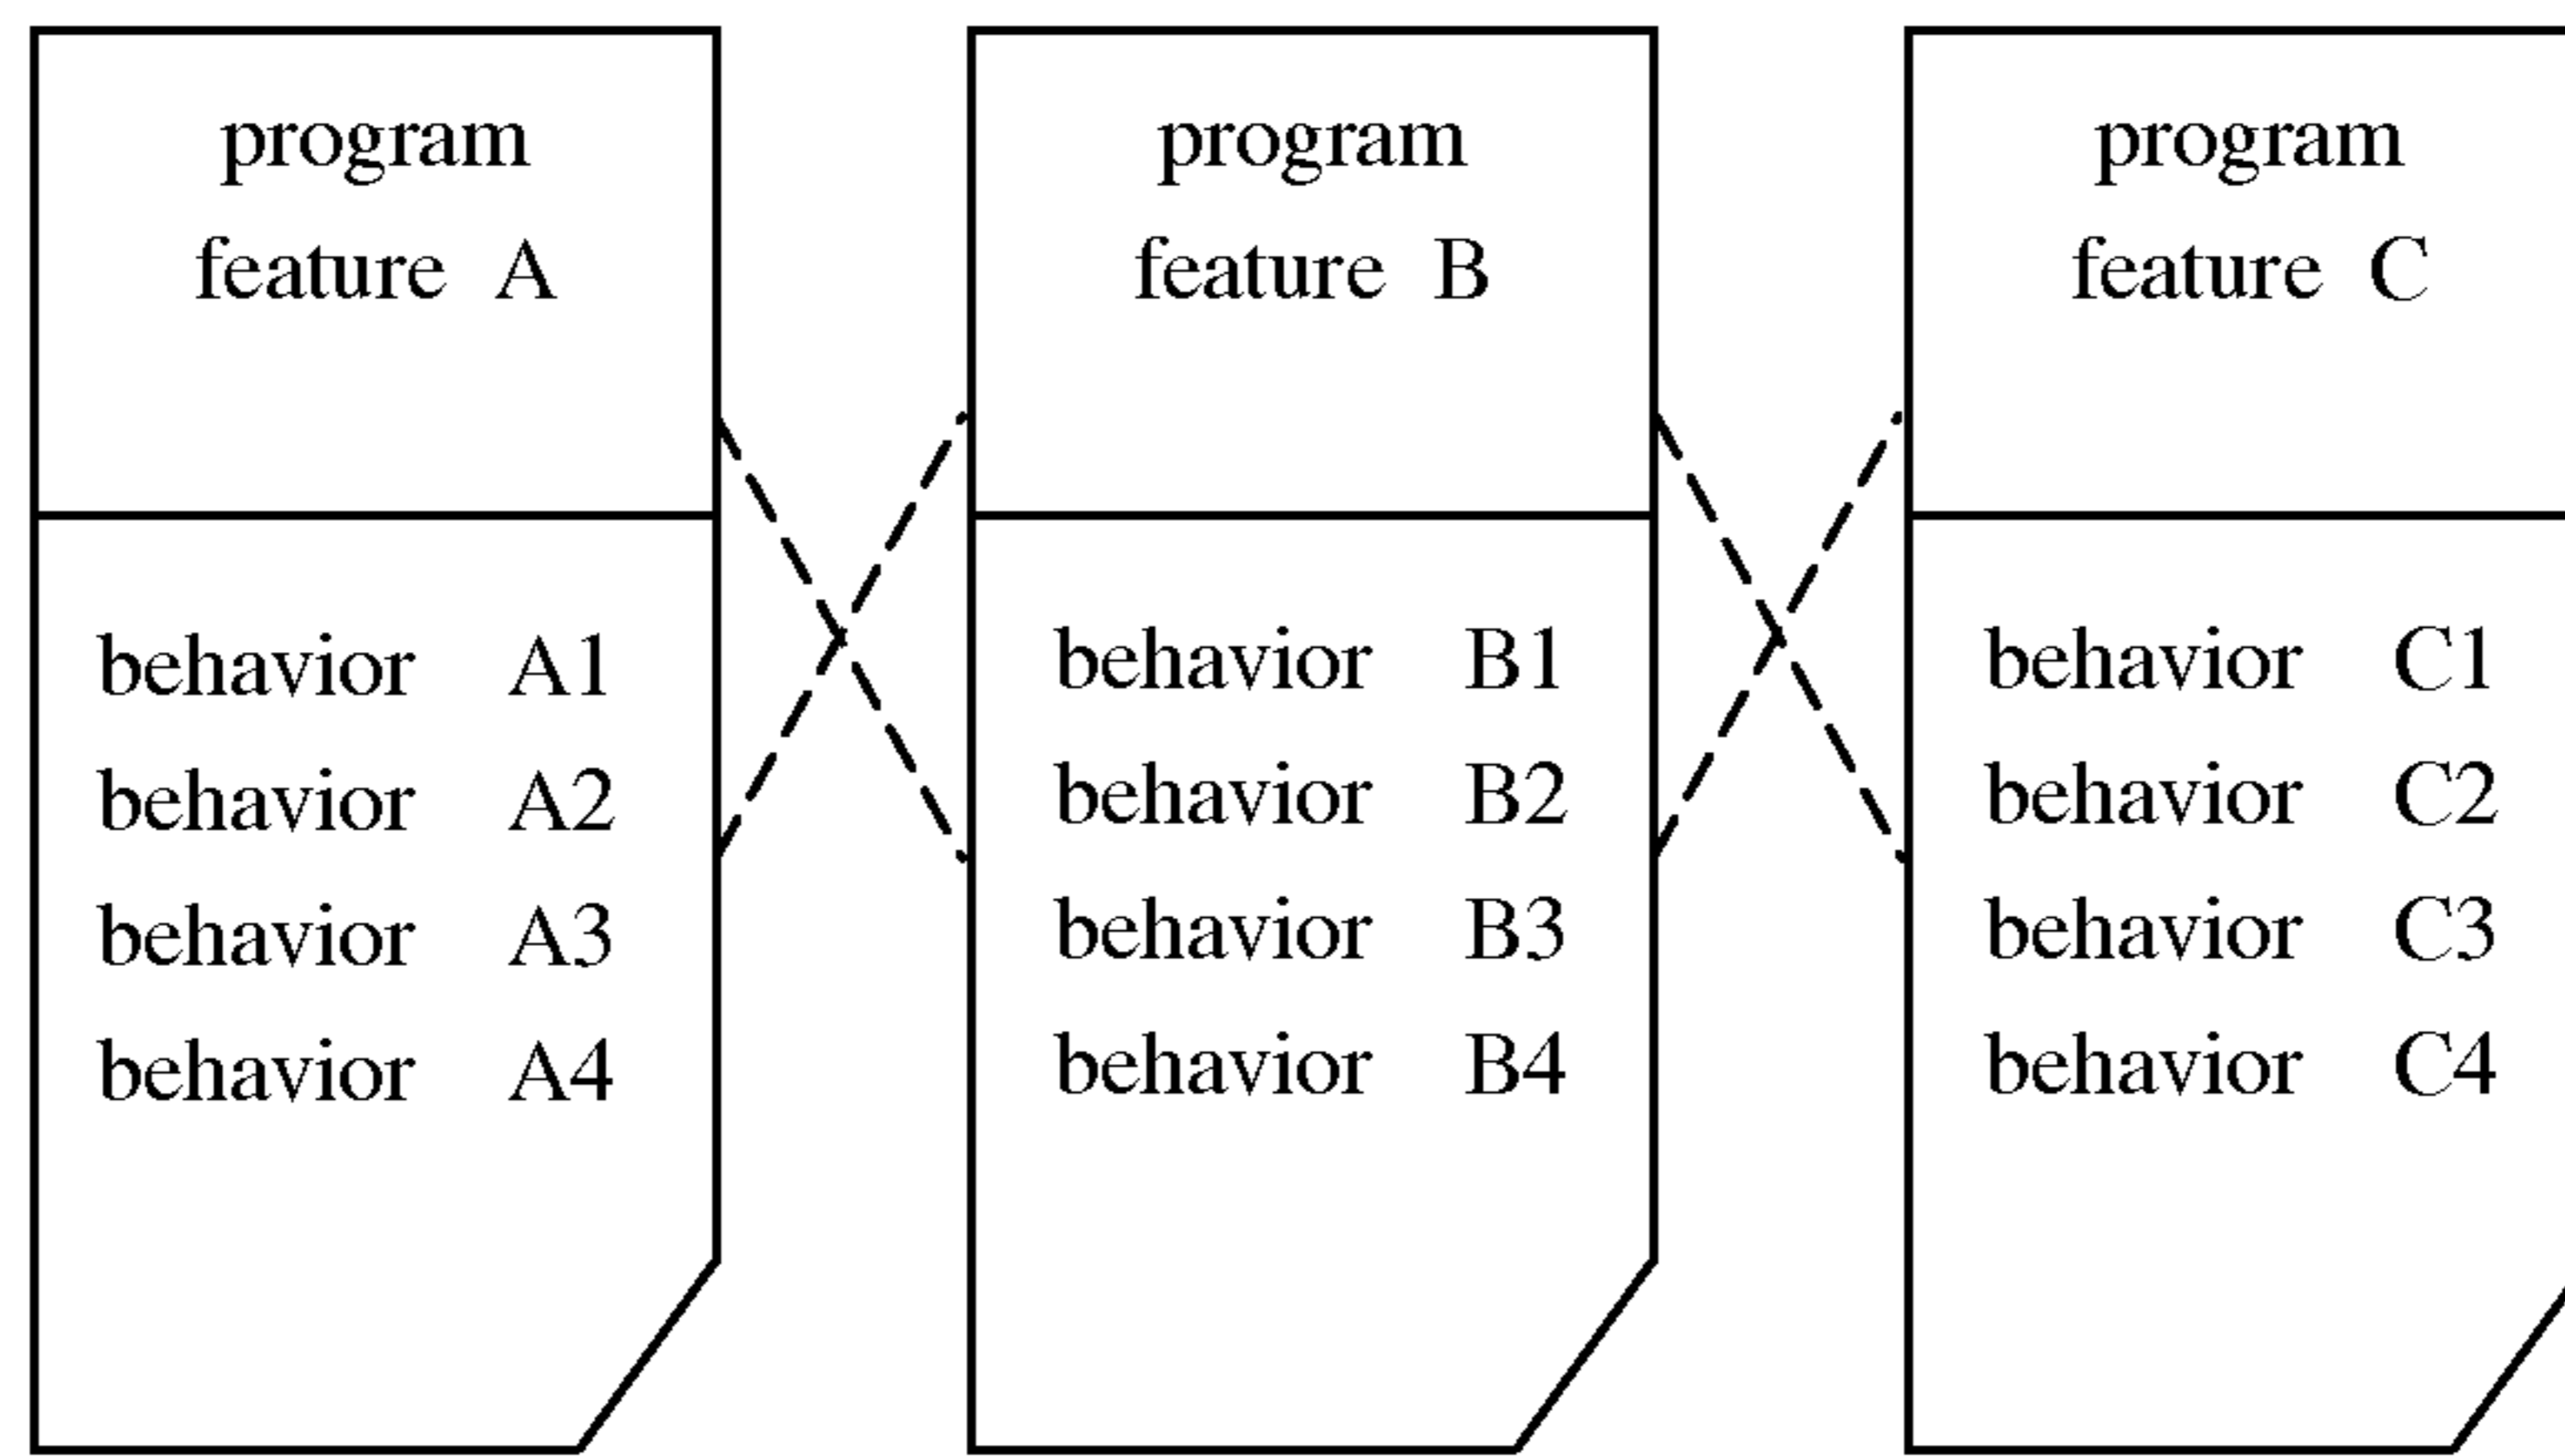 program
feature A
behavior A1
behavior A2
behavior A3
behavior A4
program
feature B
behavior B1
behavior B2
behavior B3
behavior B4
program
feature C
behavior C1
behavior C2
behavior C3
behavior C4